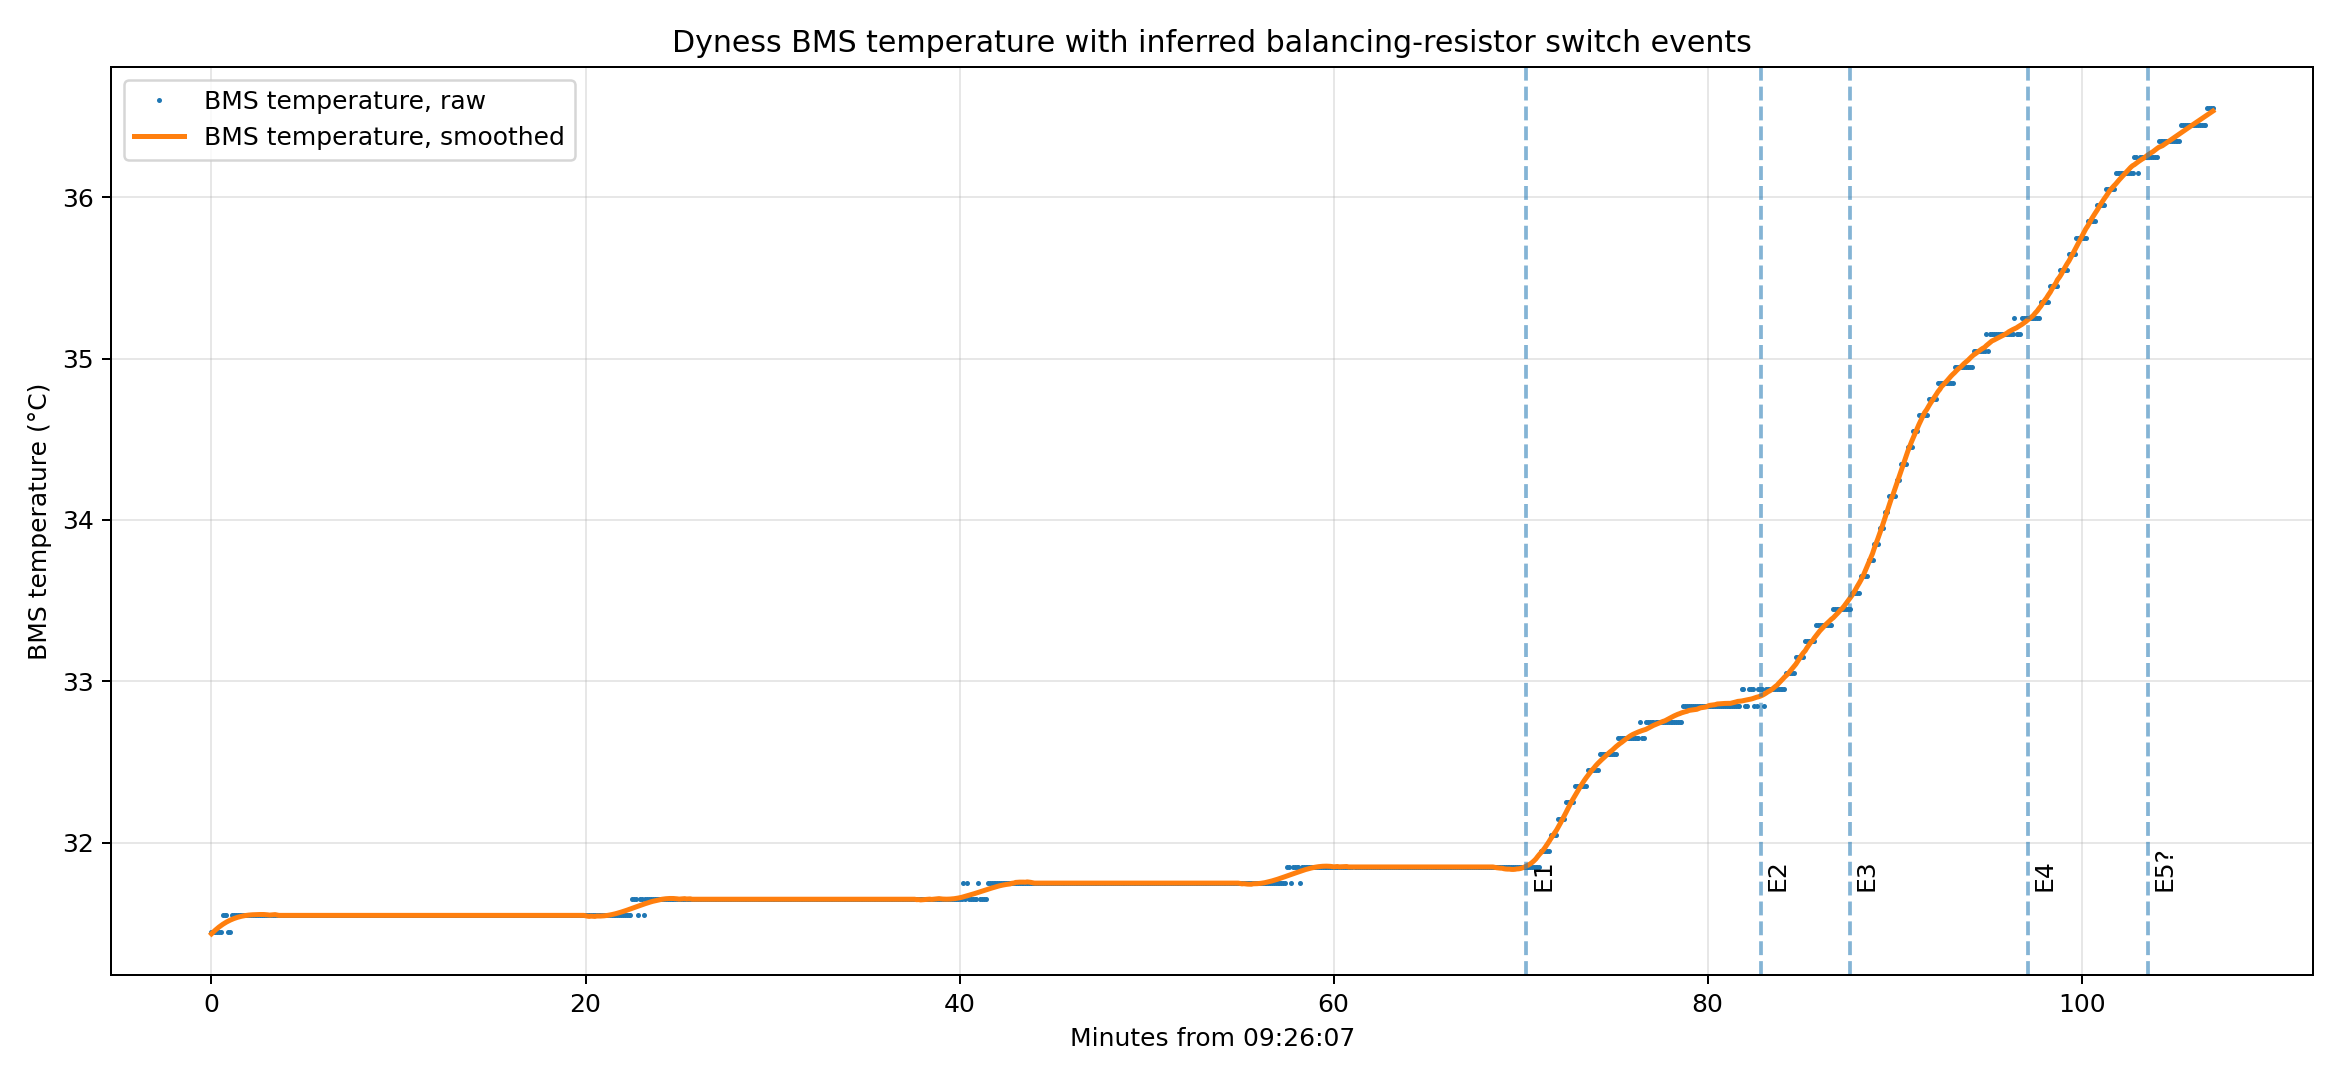 Dyness BMS temperature with inferred balancing-resistor switch events
BMS temperature, raw
BMS temperature, smoothed
BMS temperature (°C)
36
35
34
33
32
E1
E2
E3
E4
E5?
0
20
40
60
80
100
Minutes from 09:26:07